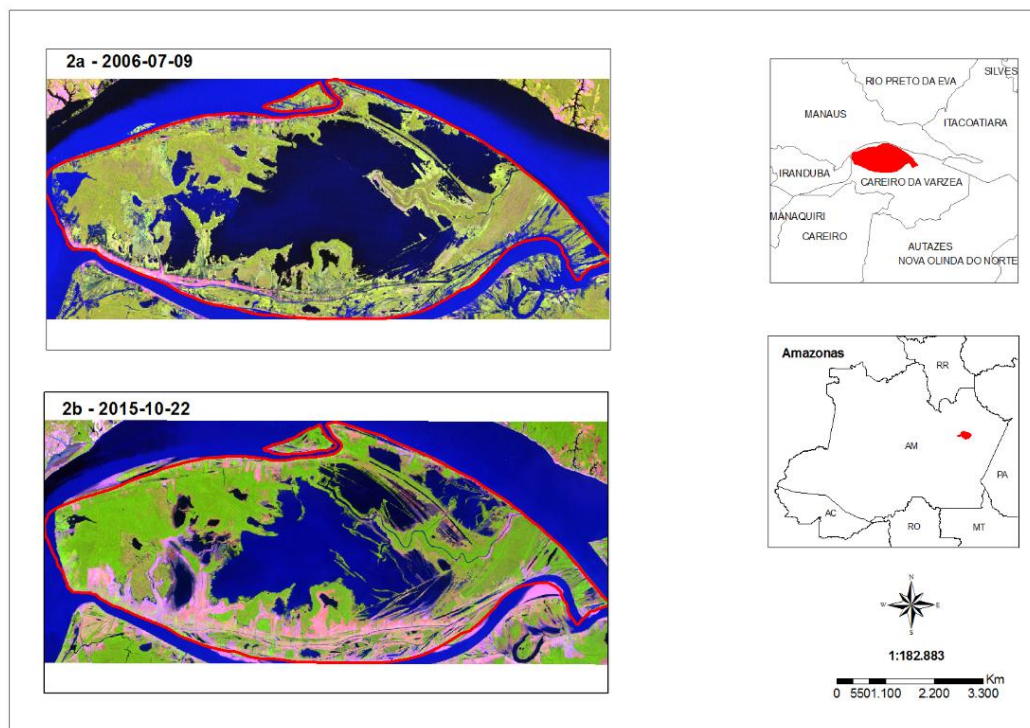 2a - 2006-07-09
SILVES
RIO PRETO DA EVA
MANAUS
ITACOATIARA
IRANDUBA
CAREIRO DA VARZEA
MANAQUIRI
CAREIRO
AUTAZES
NOVA OLINDA DO NORTE
Amazonas
RR
AM
PA
AC
RO
MT
2b - 2015-10-22
N
W
E
S
1:182.883
Km
0 5501.100 2.200 3.300